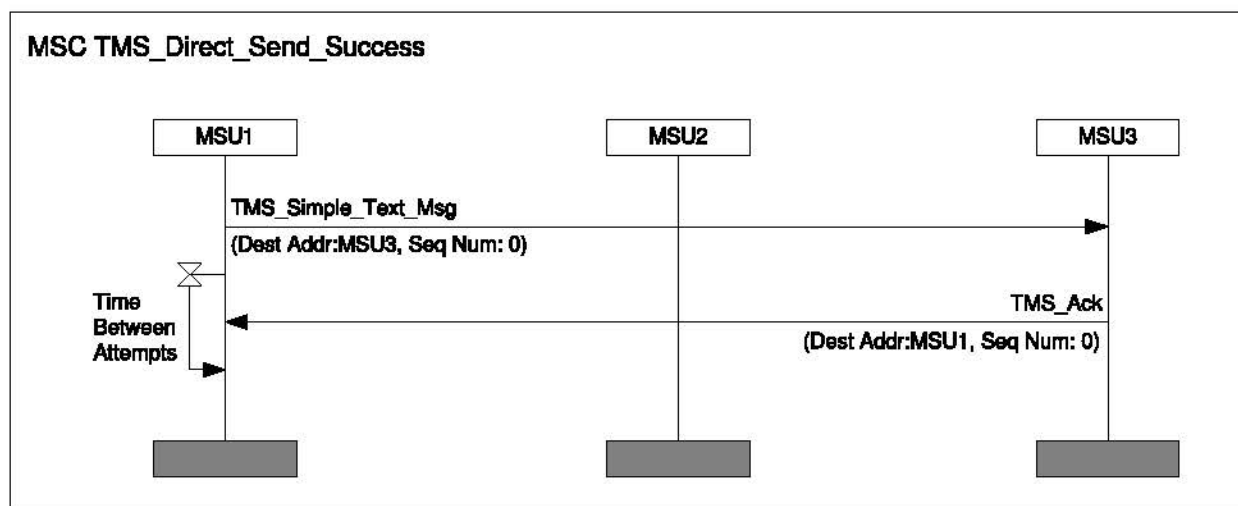 MSC TMS_Direct_Send_Success
MSU1
MSU2
MSU3
TMS_Simple_Text_Msg
(Dest Addr:MSU3, Seq Num: 0)
Time
Between
Attempts
TMS_Ack
(Dest Addr:MSU1, Seq Num: 0)